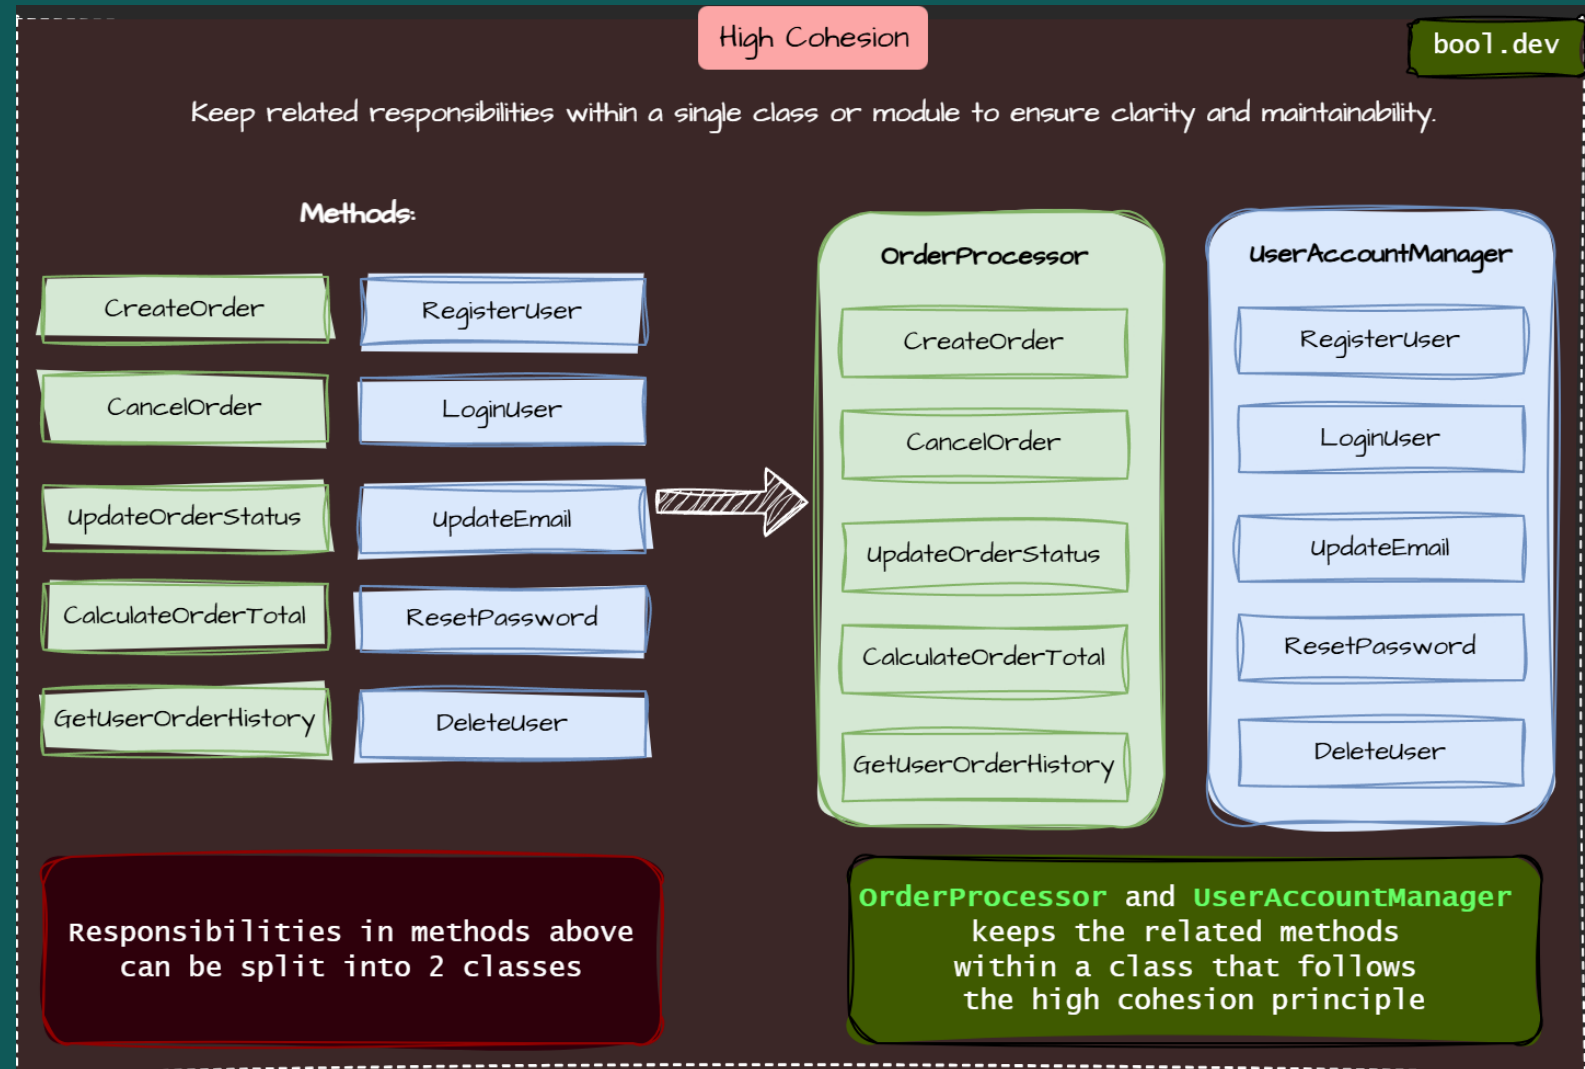 High Cohesion
bool.dev
Keep related responsibilities within a single class or module to ensure clarity and maintainability.
Methods:
CreateOrder
RegisterUser
CancelOrder
LoginUser
UpdateOrderStatus
UpdateEmail
CalculateOrderTotal
ResetPassword
GetUserOrderHistory
DeleteUser
OrderProcessor
CreateOrder
CancelOrder
UpdateOrderStatus
CalculateOrderTotal
GetUserOrderHistory
UserAccountManager
RegisterUser
LoginUser
UpdateEmail
ResetPassword
DeleteUser
Responsibilities in methods above
can be split into 2 classes
OrderProcessor and UserAccountManager
keeps the related methods
within a class that follows
the high cohesion principle